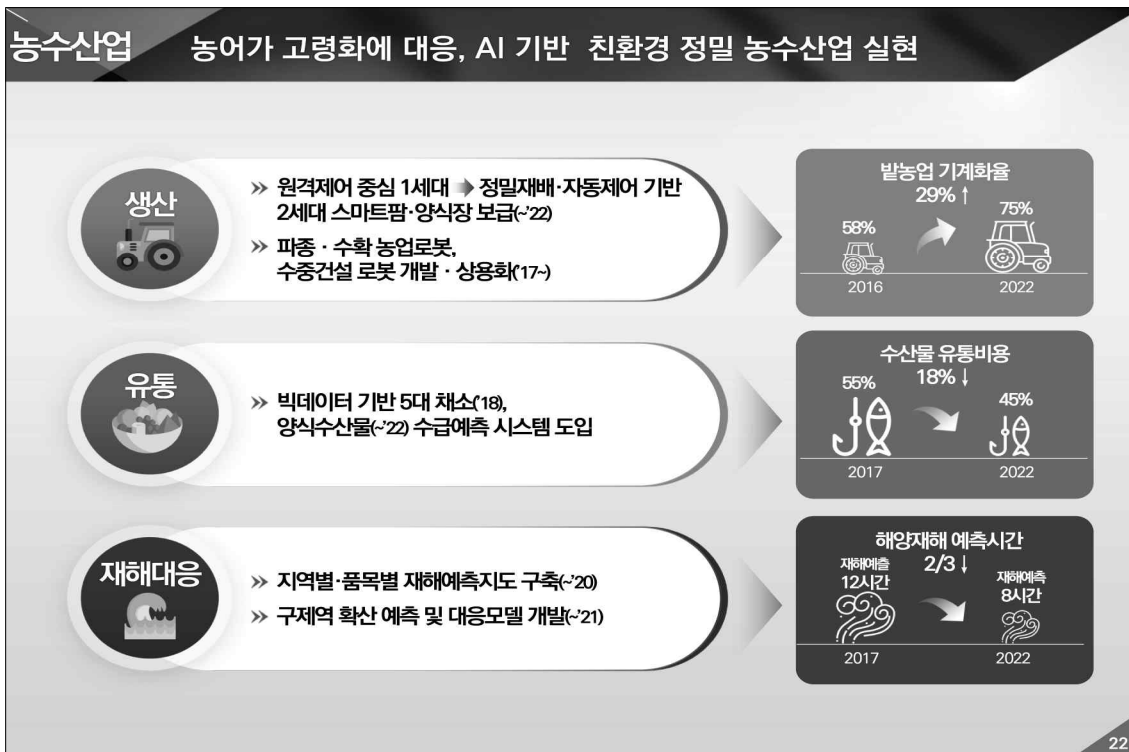 농수산업 농어가 고령화에 대응, AI 기반 친환경 정밀 농수산업 실현
생산
» 원격제어 중심 1세대 ➡ 정밀재배·자동제어 기반
2세대 스마트팜·양식장 보급(~'22)
» 파종·수확 농업로봇,
수중건설 로봇 개발·상용화('17~)
밭농업 기계화율
29% ↑
58%
75%
2016
2022
유통
» 빅데이터 기반 5대 채소('18),
양식수산물(~'22) 수급예측 시스템 도입
수산물 유통비용
18% ↓
55%
45%
2017
2022
재해대응
» 지역별·품목별 재해예측지도 구축(~'20)
» 구제역 확산 예측 및 대응모델 개발(~'21)
해양재해 예측시간
2/3 ↓
재해예측
12시간
재해예측
8시간
2017
2022
22